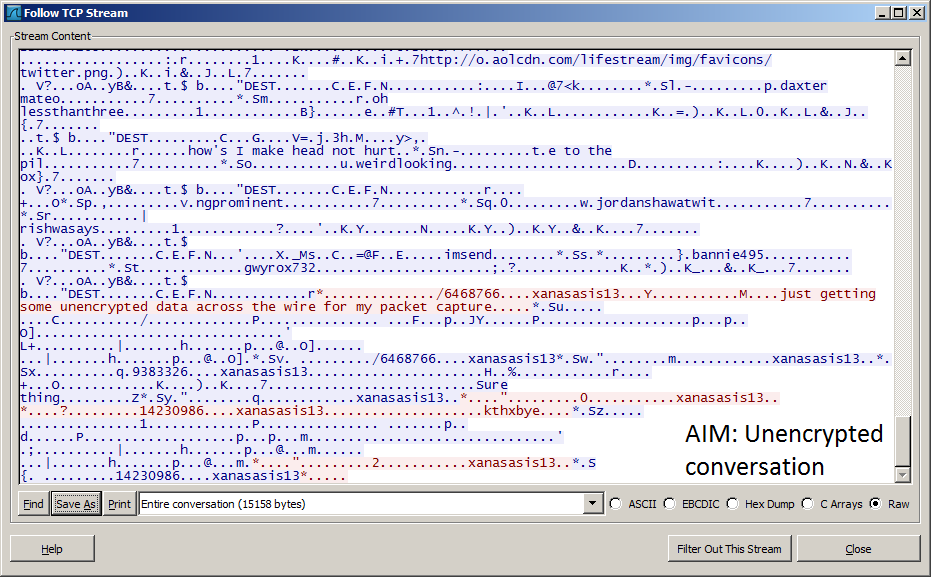 Follow TCP Stream
Stream Content
.................:.r........1....K....#..K..i.+.7http://o.aolcdn.com/lifestream/img/favicons/
twitter.png.)..K..i.&..J..L.7.......
. V?...oA..yB&....t.$ b...."DEST.......C.E.F.N...........:....I...@7<k........*.Sl.-.........p.daxter
mateo...........7..........*.Sm...........r.oh
lessthanthree..........1............B}......e..#T...1..^.!.|.'..K..L...........K..=.)..K..L.O..K..L.&..J..
{.7.......
..t.$ b...."DEST.........C...G....V=.j.3h.M....y>,.
..K..L........r......how's I make head not hurt..*.Sn.-.........t.e to the
pil...........7..........*.So...........u.weirdlooking......................D..........:....K....)..K..N.&..K
ox}.7.......
. V?...oA..yB&....t.$ b...."DEST.......C.E.F.N............r....
+...O*.Sp.,.........v.ngprominent...........7..........*.Sq.O.........w.jordanshawatwit...........7..........
*.Sr...........|
rishwasays.........1............?....'..K.Y.......N.....K.Y..)..K.Y..&..K....7.......
. V?...oA..yB&....t.$
b...."DEST.......C.E.F.N...'....X._Ms..C..=@F..E.....imsend........*.Ss.*.........}.bannie495...........
7..........*.St............gwyrox732......................;.?.............K..*.)..K_...&..K_...7.......
. V?...oA..yB&....t.$
b...."DEST.......C.E.F.N............r*............../6468766....xanasasis13...Y...........M....just getting
some unencrypted data across the wire for my packet capture.....*.Su.....
....C........../.............P............... ...F...p..JY......P...................p...p..
O]..................................'
L+...........|.......h........p...@..O]......
...|.......h........p...@..O].*.Sv. ........../6468766....xanasasis13*.Sw."........m............xanasasis13..*.
Sx..........q.9383326....xanasasis13......................H..%............r....
+...O............K....)..K....7..........................Sure
thing.........Z*.Sy."........q............xanasasis13..*....".........O...........xanasasis13..
*....?.........14230986....xanasasis13....................kthxbye....*.Sz.....
AIM: Unencrypted
conversation
{. .........14230986....xanasasis13*.....
Find
Save As
Print
Entire conversation (15158 bytes)
ASCII
EBCDIC
Hex Dump
C Arrays
Raw
Help
Filter Out This Stream
Close